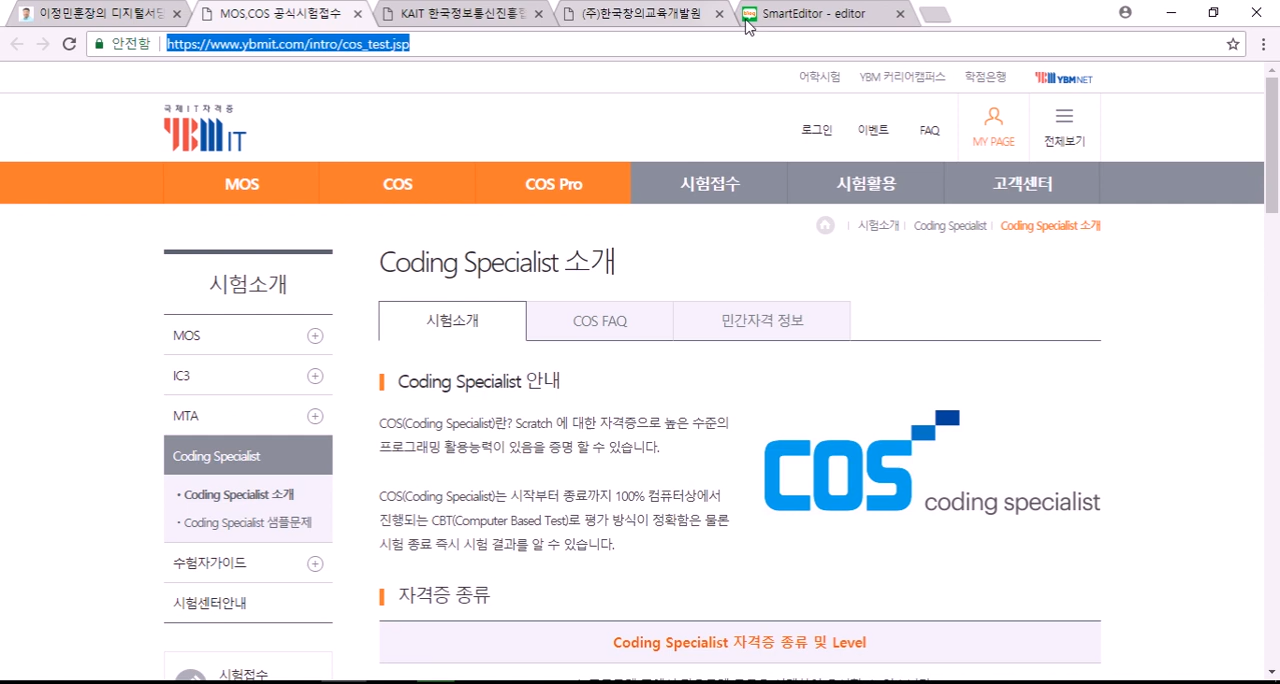 이정민훈장의 디지털서당
MOS,COS 공식시험접수
KAIT 한국정보통신진흥협
(주)한국창의교육개발원
SmartEditor - editor
안전함
https://www.ybmit.com/intro/cos_test.jsp
어학시험
YBM 커리어캠퍼스
학점은행
YBMNET
국제IT자격증
YBM IT
로그인
이벤트
FAQ
MY PAGE
전체보기
MOS
COS
COS Pro
시험접수
시험활용
고객센터
시험소개
Coding Specialist
Coding Specialist 소개
시험소개
MOS
IC3
MTA
Coding Specialist
· Coding Specialist 소개
· Coding Specialist 샘플문제
수험자가이드
시험센터안내
시험접수
Coding Specialist 소개
시험소개
COS FAQ
민간자격 정보
Coding Specialist 안내
COS(Coding Specialist)란? Scratch 에 대한 자격증으로 높은 수준의
프로그래밍 활용능력이 있음을 증명 할 수 있습니다.
COS(Coding Specialist)는 시작부터 종료까지 100% 컴퓨터상에서
진행되는 CBT(Computer Based Test)로 평가 방식이 정확함은 물론
시험 종료 즉시 시험 결과를 알 수 있습니다.
COS
coding specialist
자격증 종류
Coding Specialist 자격증 종류 및 Level